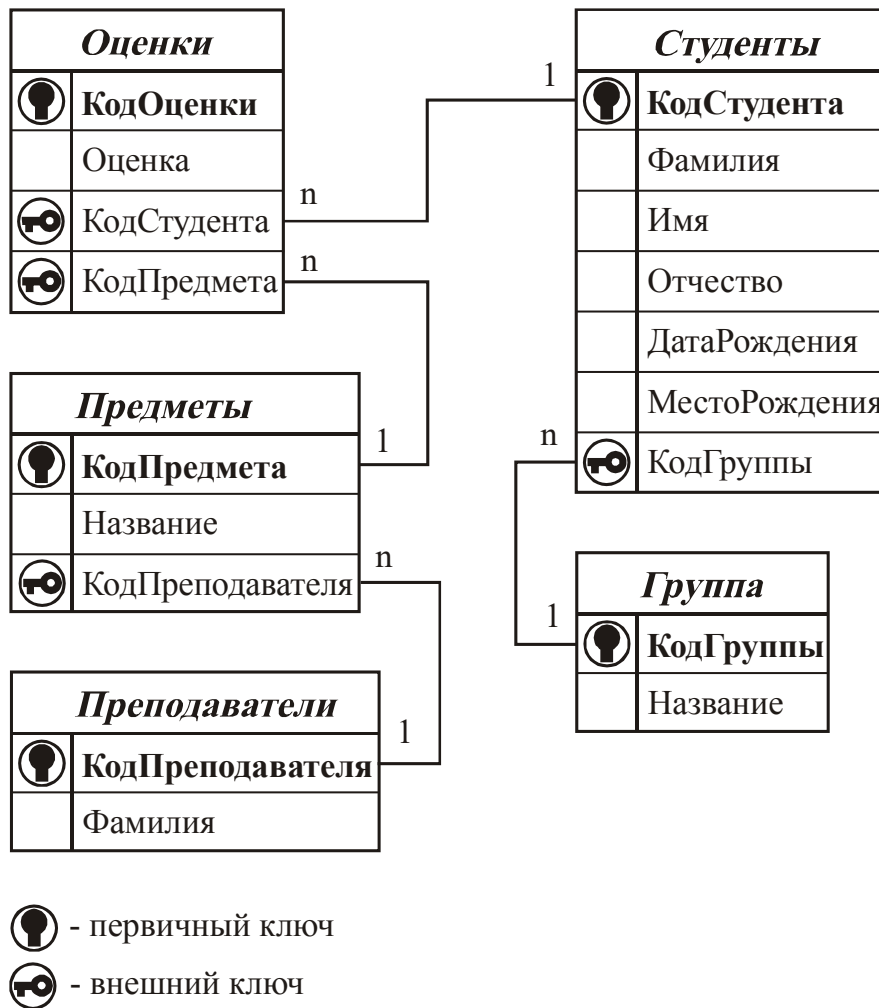 Оценки
КодОценки
Оценка
КодСтудента
n
КодПредмета
n
Предметы
КодПредмета
1
Название
КодПреподавателя
n
Преподаватели
КодПреподавателя
1
Фамилия
Студенты
1
КодСтудента
Фамилия
Имя
Отчество
ДатаРождения
МестоРождения
n
КодГруппы
Группа
1
КодГруппы
Название
- первичный ключ
- внешний ключ